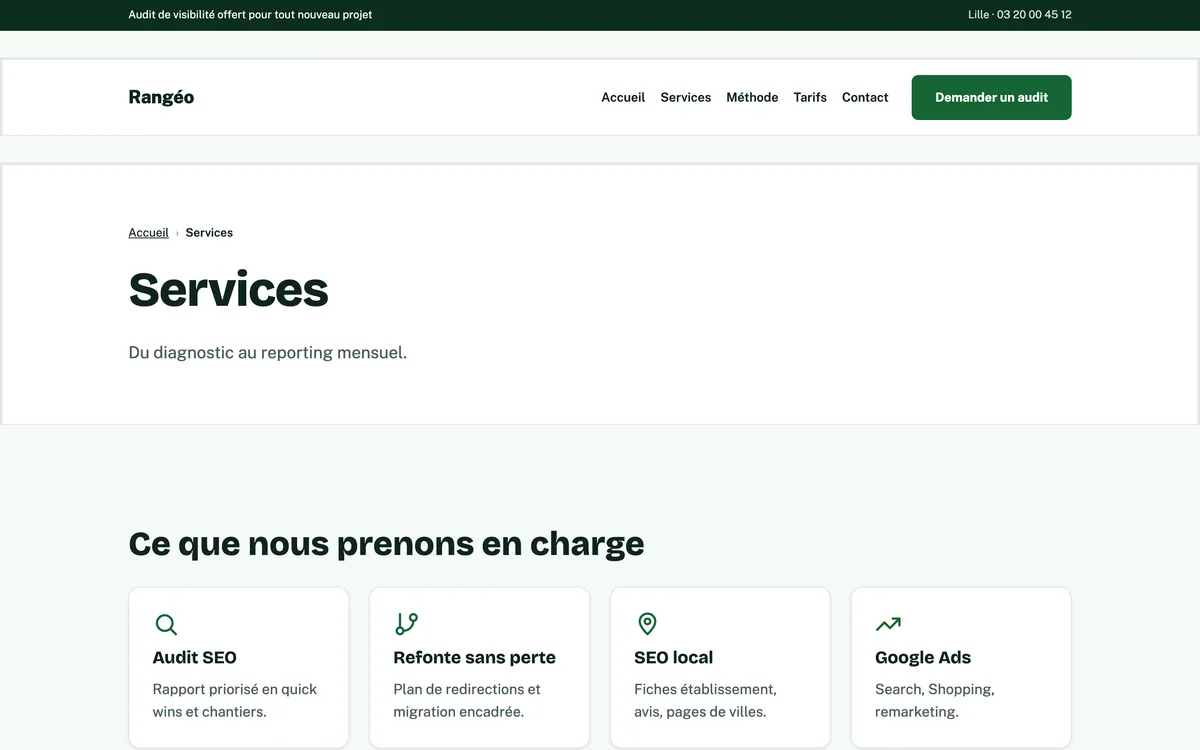 Audit de visibilité offert pour tout nouveau projet
Lille · 03 20 00 45 12
Rangéo
Accueil
Services
Méthode
Tarifs
Contact
Demander un audit
Accueil › Services
Services
Du diagnostic au reporting mensuel.
Ce que nous prenons en charge
Audit SEO
Rapport priorisé en quick
wins et chantiers.
Refonte sans perte
Plan de redirections et
migration encadrée.
SEO local
Fiches établissement,
avis, pages de villes.
Google Ads
Search, Shopping,
remarketing.